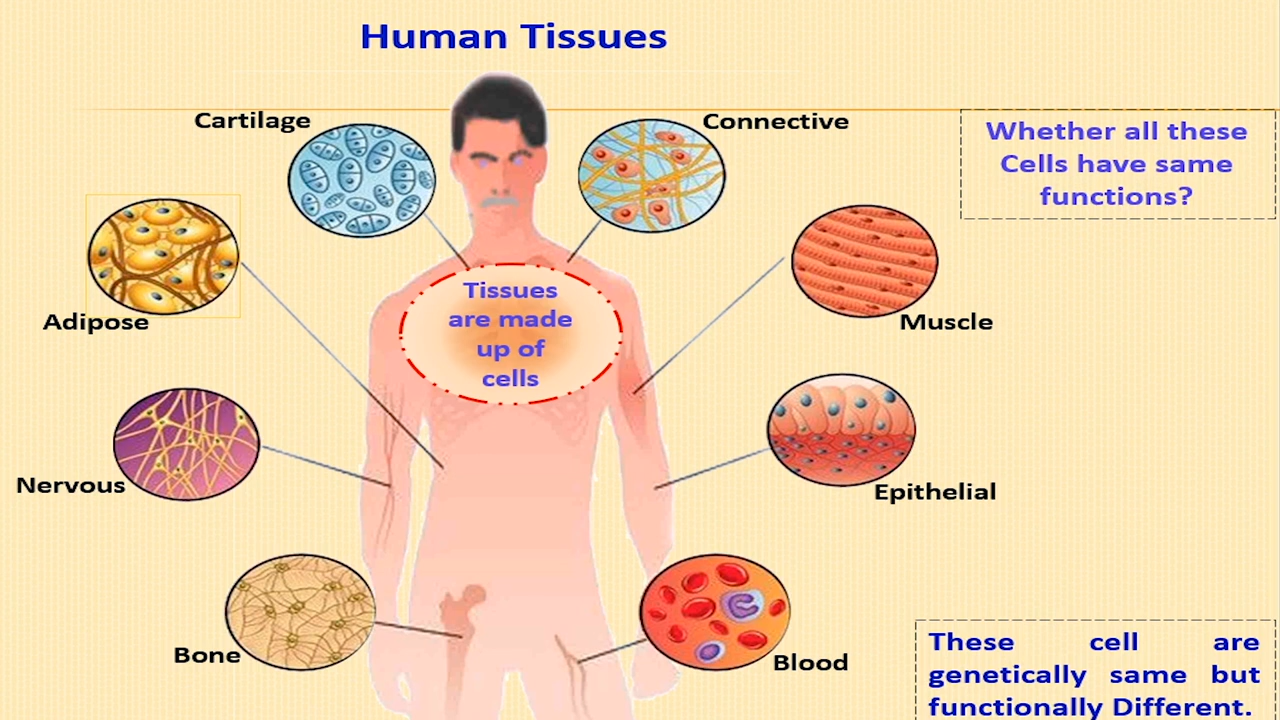 Human Tissues
Cartilage
Connective
Whether all these
Cells have same
functions?
Adipose
Muscle
Tissues
are made
up of
cells
Nervous
Epithelial
Bone
Blood
These cell are
genetically same but
functionally Different.